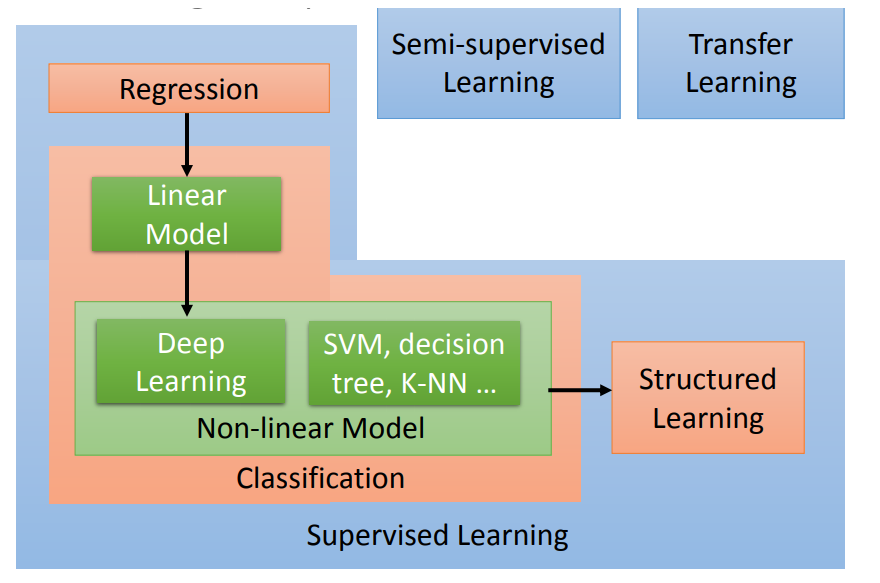 Semi-supervised
Learning
Transfer
Learning
Regression
Linear
Model
Deep
Learning
SVM, decision
tree, K-NN ...
Non-linear Model
Classification
Structured
Learning
Supervised Learning